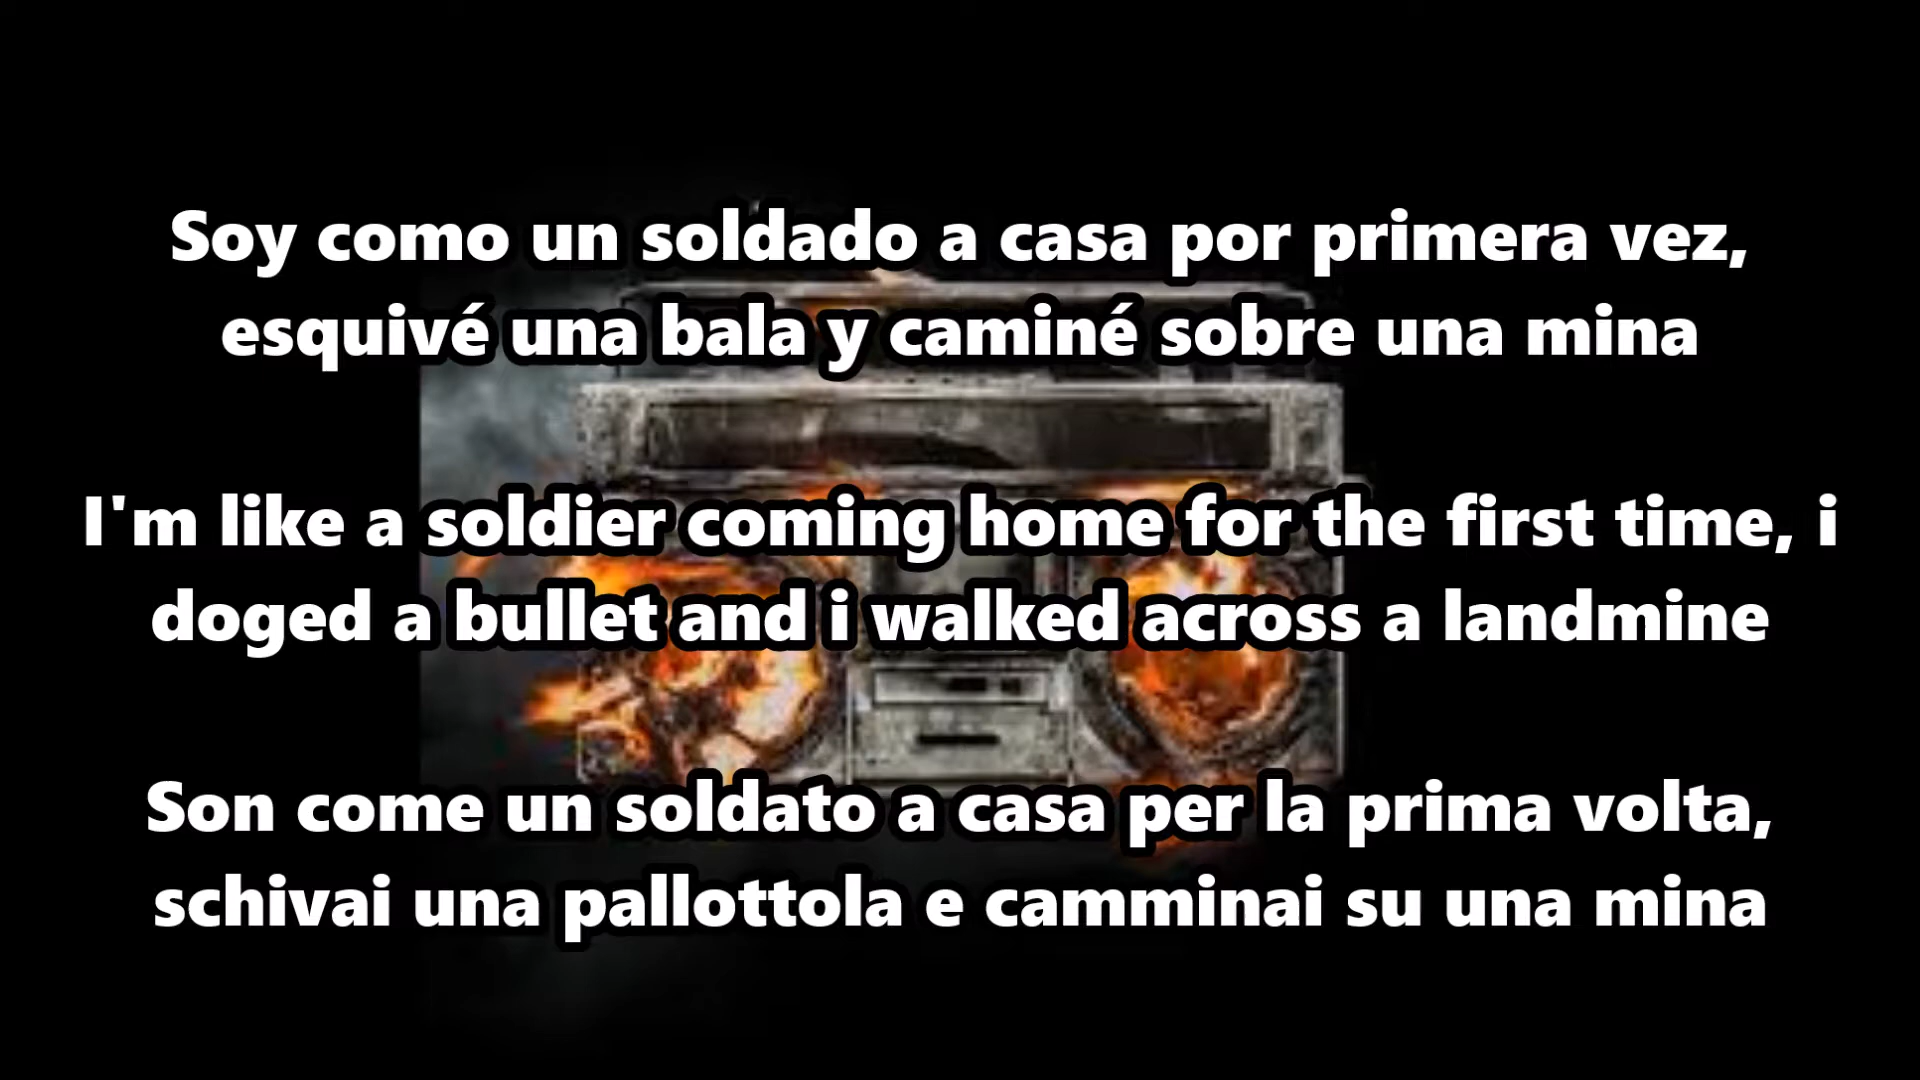 Soy como un soldado a casa por primera vez,
esquivé una bala y caminé sobre una mina
I'm like a soldier coming home for the first time, i
doged a bullet and i walked across a landmine
Son come un soldato a casa per la prima volta,
schivai una pallottola e camminai su una mina